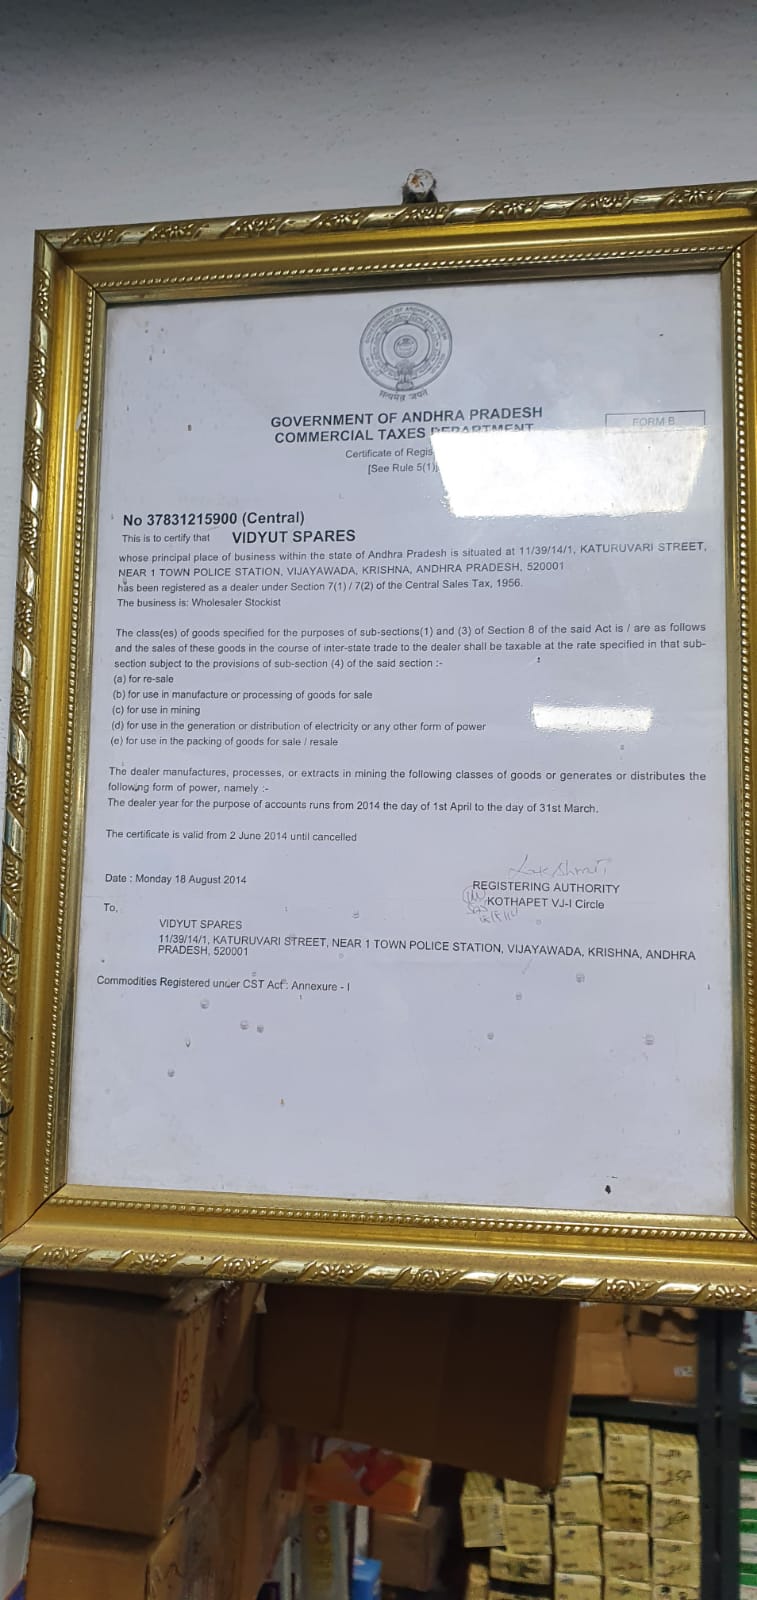 सत्यमेव जयते
GOVERNMENT OF ANDHRA PRADESH
COMMERCIAL TAXES DEPARTMENT
FORM B
Certificate of Regis
[See Rule 5(1)]
No 37831215900 (Central)
This is to certify that VIDYUT SPARES
whose principal place of business within the state of Andhra Pradesh is situated at 11/39/14/1, KATURUVARI STREET,
NEAR 1 TOWN POLICE STATION, VIJAYAWADA, KRISHNA, ANDHRA PRADESH, 520001
has been registered as a dealer under Section 7(1) / 7(2) of the Central Sales Tax, 1956.
The business is: Wholesaler Stockist
The class(es) of goods specified for the purposes of sub-sections(1) and (3) of Section 8 of the said Act is / are as follows
and the sales of these goods in the course of inter-state trade to the dealer shall be taxable at the rate specified in that sub-
section subject to the provisions of sub-section (4) of the said section :-
(a) for re-sale
(b) for use in manufacture or processing of goods for sale
(c) for use in mining
(d) for use in the generation or distribution of electricity or any other form of power
(e) for use in the packing of goods for sale / resale
The dealer manufactures, processes, or extracts in mining the following classes of goods or generates or distributes the
following form of power, namely :-
The dealer year for the purpose of accounts runs from 2014 the day of 1st April to the day of 31st March.
The certificate is valid from 2 June 2014 until cancelled
Date : Monday 18 August 2014
REGISTERING AUTHORITY
KOTHAPET VJ-I Circle
To,
VIDYUT SPARES
11/39/14/1, KATURUVARI STREET, NEAR 1 TOWN POLICE STATION, VIJAYAWADA, KRISHNA, ANDHRA
PRADESH, 520001
Commodities Registered under CST Act : Annexure - I